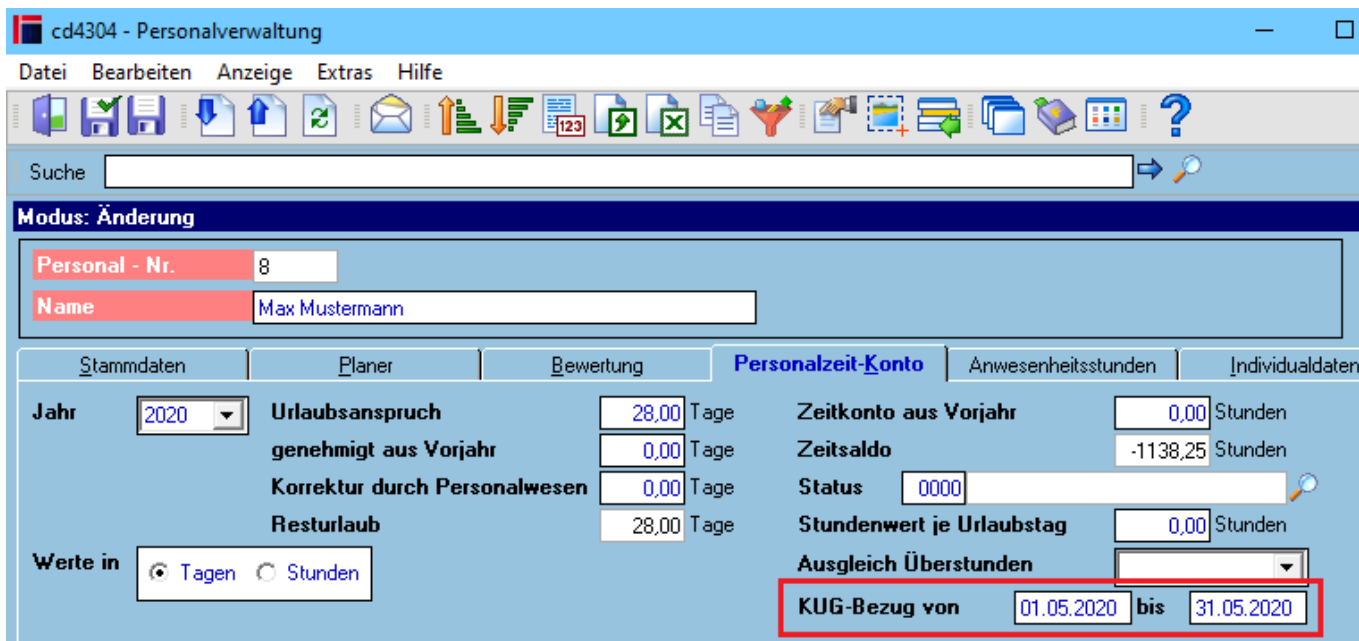 cd4304 - Personalverwaltung
Datei Bearbeiten Anzeige Extras Hilfe
123
Suche
Modus: Änderung
Personal - Nr. 8
Name Max Mustermann
Stammdaten Planer Bewertung Personalzeit-Konto Anwesenheitsstunden Individualdaten
Jahr 2020 Urlaubsanspruch 28,00 Tage Zeitkonto aus Vorjahr 0,00 Stunden
genehmigt aus Vorjahr 0,00 Tage Zeitsaldo -1138,25 Stunden
Korrektur durch Personalwesen 0,00 Tage Status 0000
Resturlaub 28,00 Tage Stundenwert je Urlaubstag 0,00 Stunden
Werte in Tagen Stunden Ausgleich Überstunden
KUG-Bezug von 01.05.2020 bis 31.05.2020